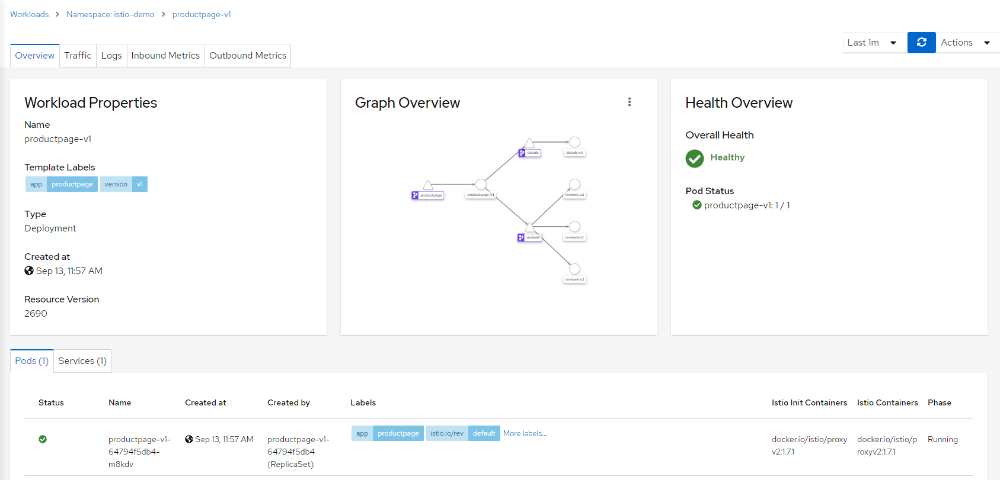 Workloads > Namespace: istio-demo > productpage-v1
Last 1m
Actions
Overview Traffic Logs Inbound Metrics Outbound Metrics
Workload Properties
Name
productpage-v1
Template Labels
app productpage version v1
Type
Deployment
Created at
Sep 13, 11:57 AM
Resource Version
2690
Graph Overview
details
details-v1
productpage
productpage-v1
reviews-v2
reviews
reviews-v1
reviews-v3
Health Overview
Overall Health
Healthy
Pod Status
productpage-v1: 1 / 1
Pods (1) Services (1)
Status Name Created at Created by Labels Istio Init Containers Istio Containers Phase
productpage-v1-
64794f5db4-
m8kdv
Sep 13, 11:57 AM
productpage-v1-
64794f5db4
(ReplicaSet)
app productpage istio.io/rev default More labels...
docker.io/istio/proxy
v2:1.7.1
docker.io/istio/p
roxyv2:1.7.1
Running